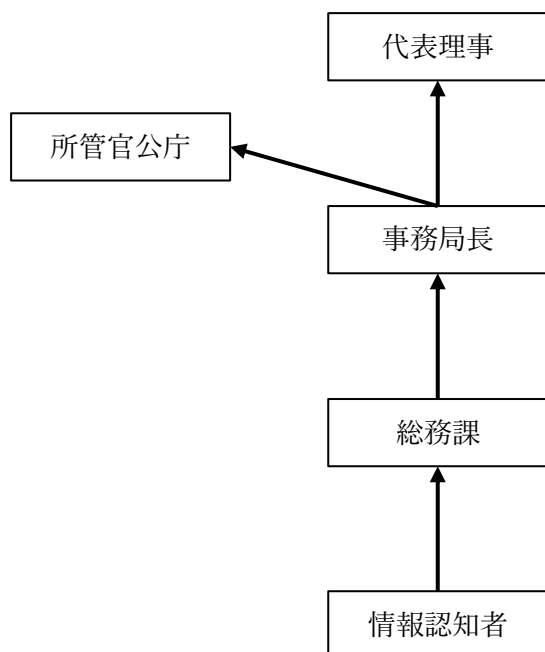 代表理事
所管官公庁
事務局長
総務課
情報認知者